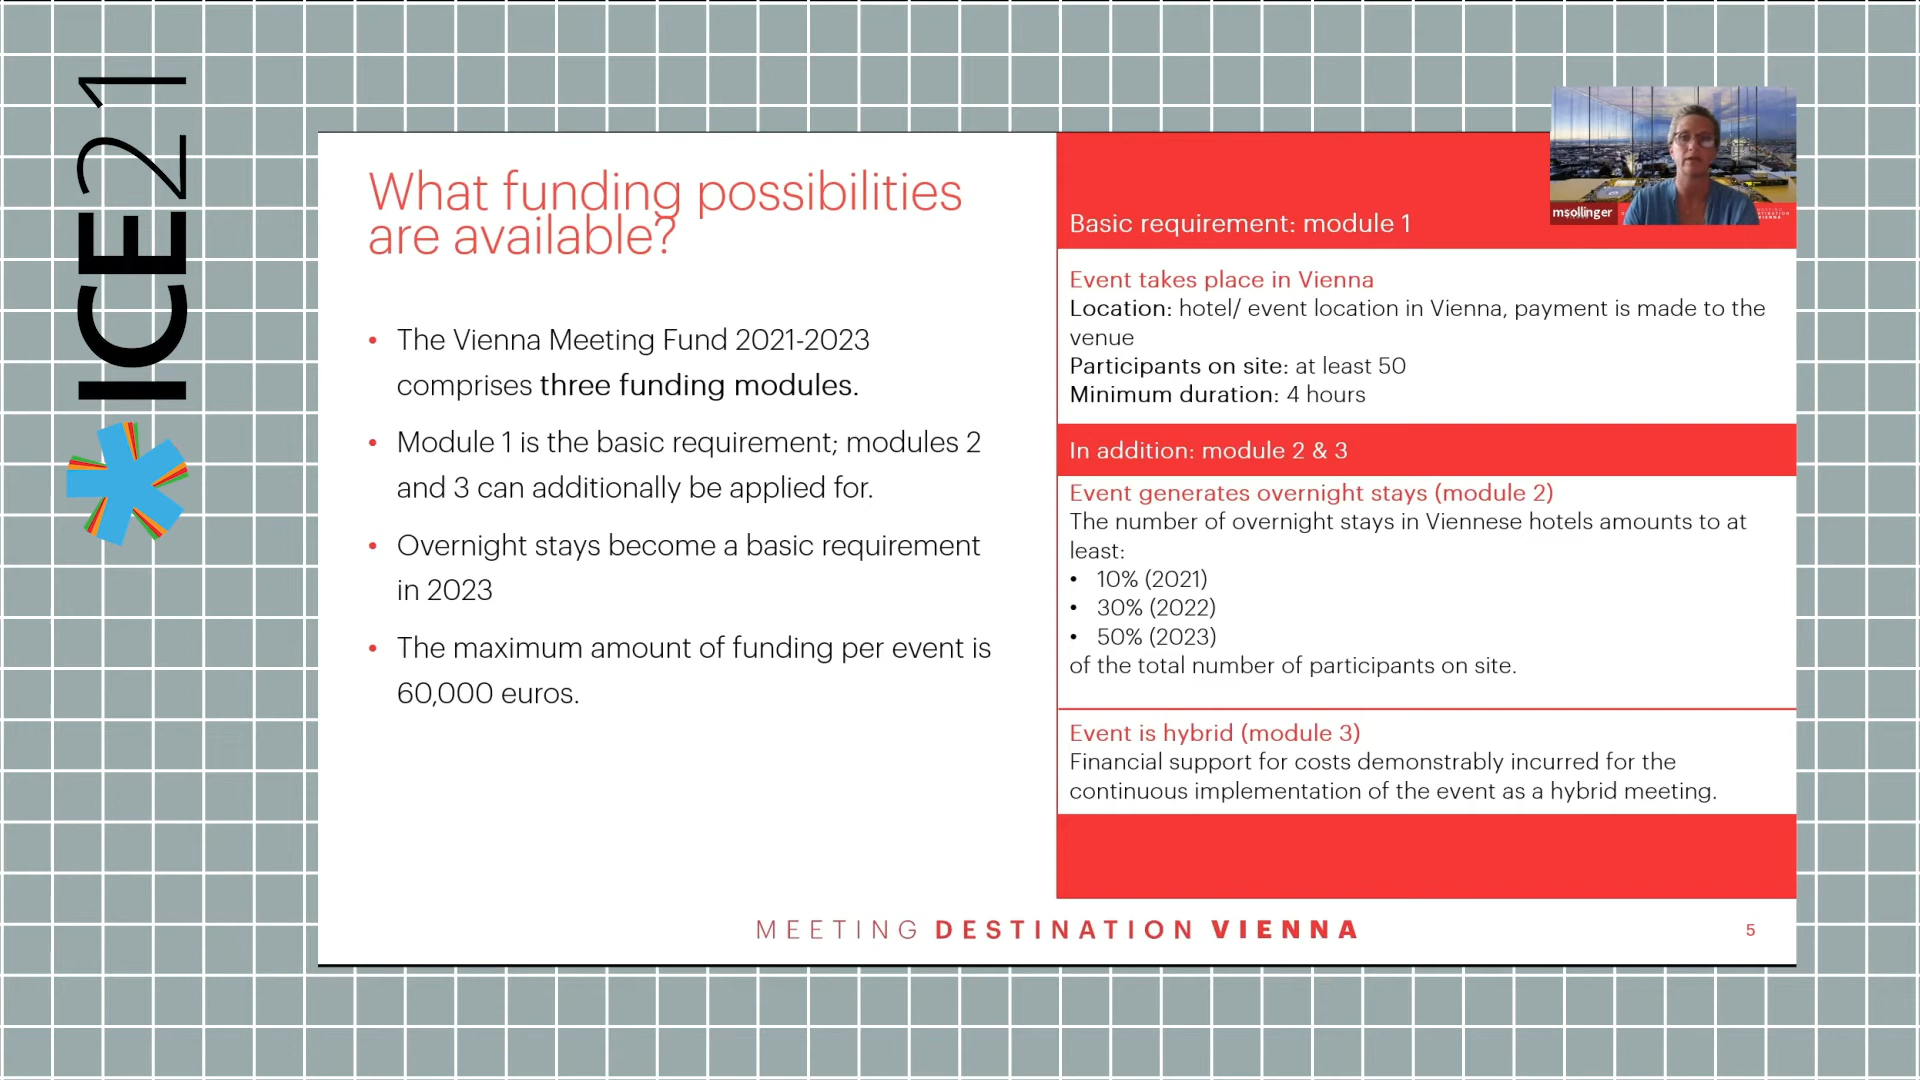 ICE21
What funding possibilities
are available?
• The Vienna Meeting Fund 2021-2023
comprises three funding modules.
• Module 1 is the basic requirement; modules 2
and 3 can additionally be applied for.
• Overnight stays become a basic requirement
in 2023
• The maximum amount of funding per event is
60,000 euros.
msollinger
Basic requirement: module 1
Event takes place in Vienna
Location: hotel/ event location in Vienna, payment is made to the
venue
Participants on site: at least 50
Minimum duration: 4 hours
In addition: module 2 & 3
Event generates overnight stays (module 2)
The number of overnight stays in Viennese hotels amounts to at
least:
• 10% (2021)
• 30% (2022)
• 50% (2023)
of the total number of participants on site.
Event is hybrid (module 3)
Financial support for costs demonstrably incurred for the
continuous implementation of the event as a hybrid meeting.
MEETING DESTINATION VIENNA
5